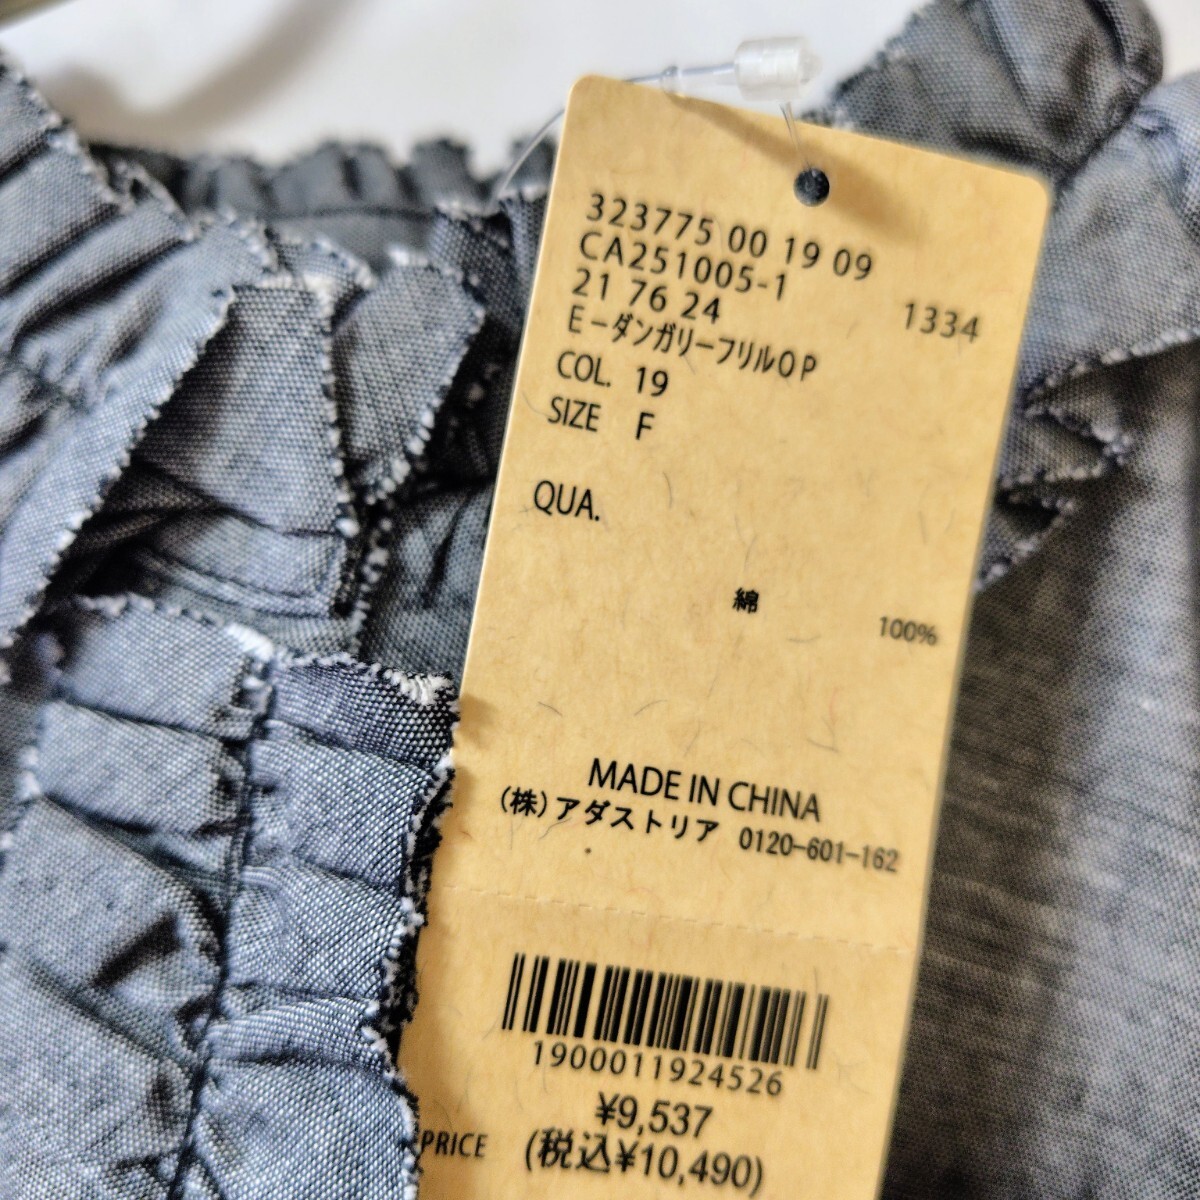 323775 00 19 09
CA251005-1
21 76 24 1334
E－ダンガリーフリルOP
COL. 19
SIZE F
QUA.
綿 100%
MADE IN CHINA
(株)アダストリア 0120-601-162
1900011924526
¥9,537
PRICE (税込¥10,490)